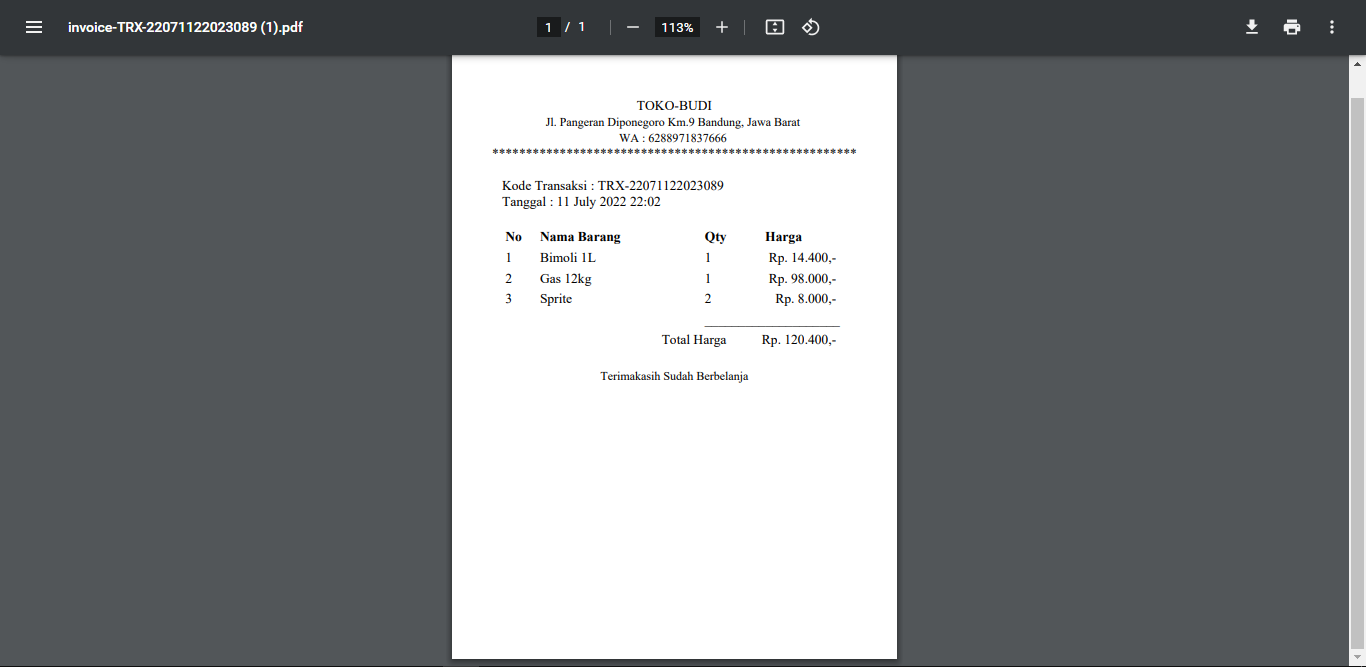 invoice-TRX-22071122023089 (1).pdf
1 / 1
113%
TOKO-BUDI
Jl. Pangeran Diponegoro Km.9 Bandung, Jawa Barat
WA : 6288971837666
******************************************************
Kode Transaksi : TRX-22071122023089
Tanggal : 11 July 2022 22:02
No Nama Barang Qty Harga
1 Bimoli 1L 1 Rp. 14.400,-
2 Gas 12kg 1 Rp. 98.000,-
3 Sprite 2 Rp. 8.000,-
Total Harga Rp. 120.400,-
Terimakasih Sudah Berbelanja